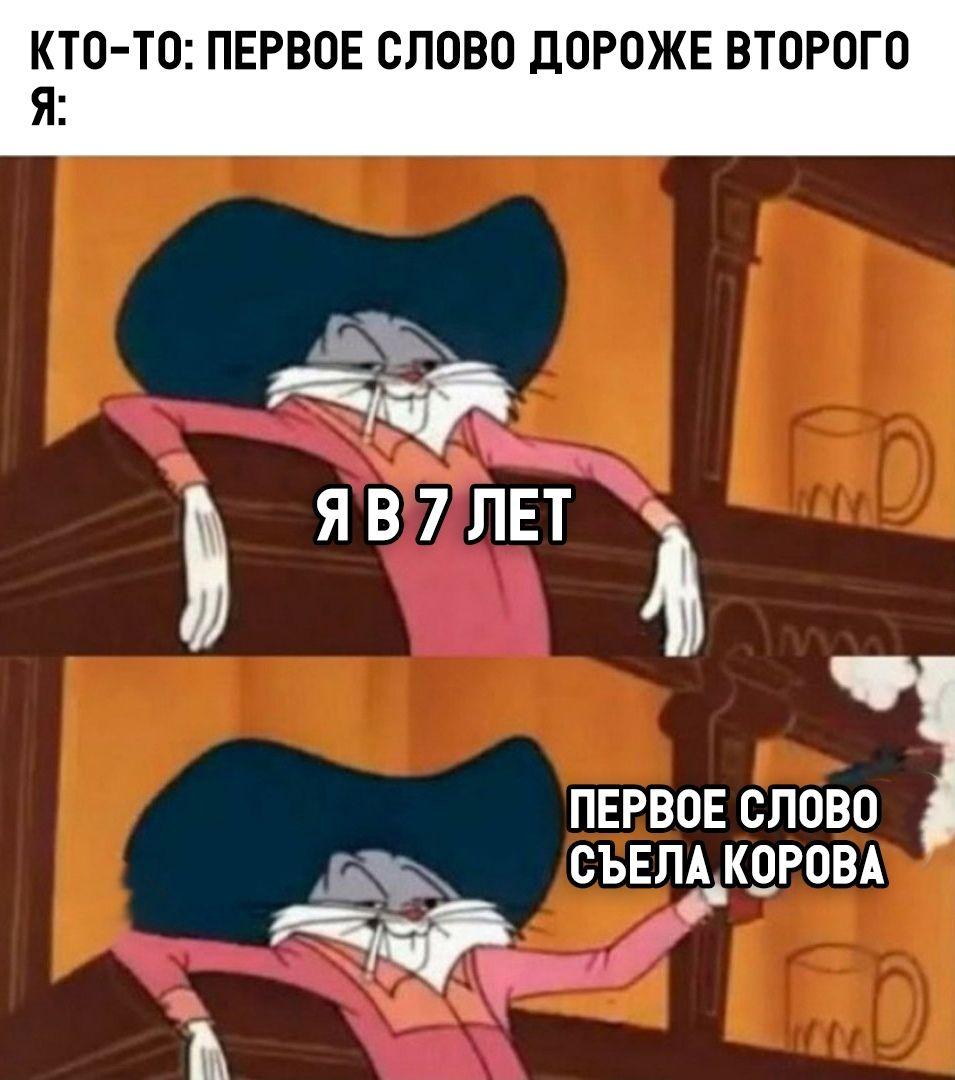 КТО-ТО: ПЕРВОЕ СЛОВО ДОРОЖЕ ВТОРОГО
Я:
Я В 7 ЛЕТ
ПЕРВОЕ СЛОВО
СЪЕЛА КОРОВА